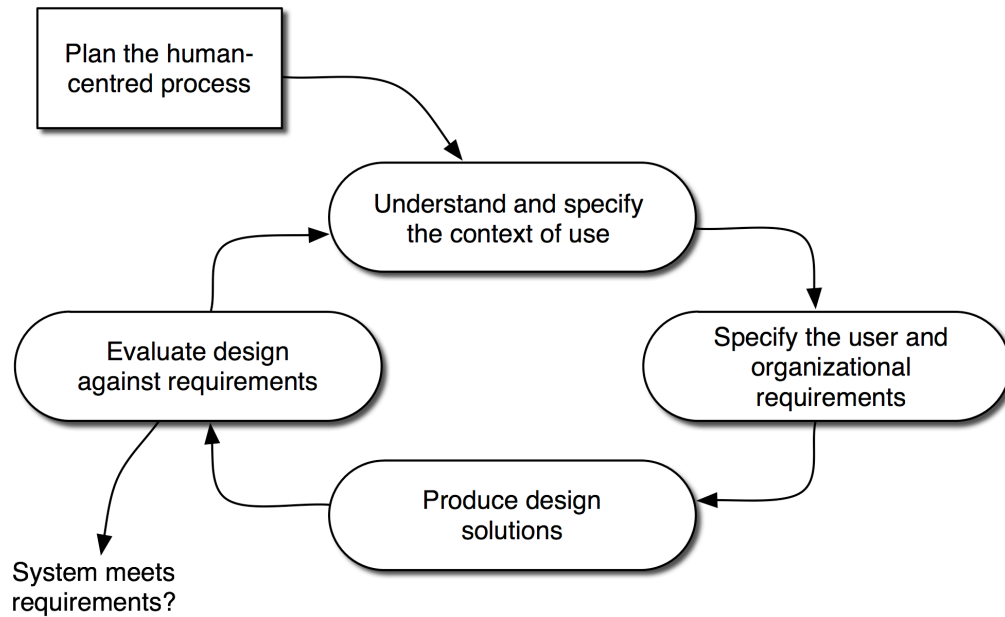 Plan the human-
centred process
Understand and specify
the context of use
Specify the user and
organizational
requirements
Produce design
solutions
Evaluate design
against requirements
System meets
requirements?